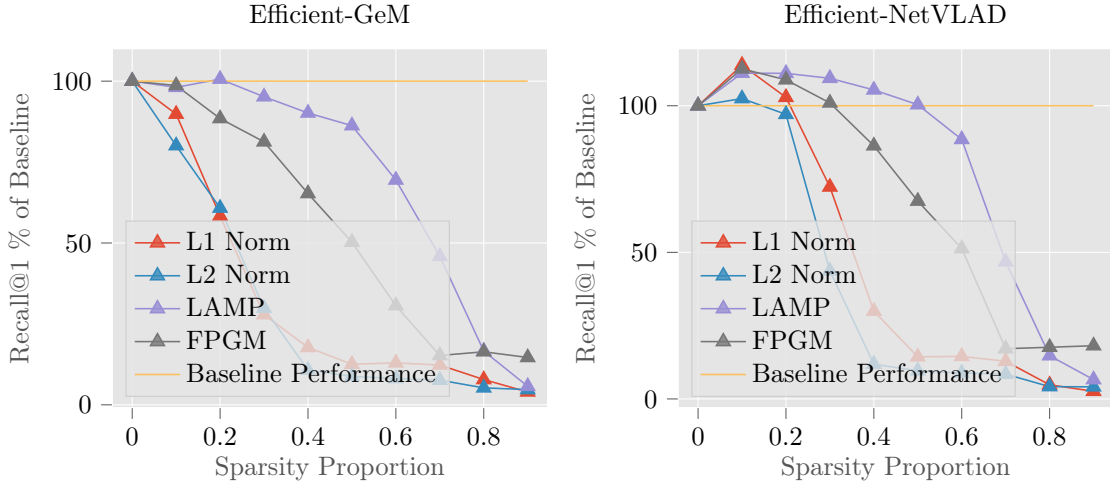 Efficient-GeM
Recall@1 % of Baseline
100
50
0
L1 Norm
L2 Norm
LAMP
FPGM
Baseline Performance
0 0.2 0.4 0.6 0.8
Sparsity Proportion
Efficient-NetVLAD
Recall@1 % of Baseline
100
50
0
L1 Norm
L2 Norm
LAMP
FPGM
Baseline Performance
0 0.2 0.4 0.6 0.8
Sparsity Proportion